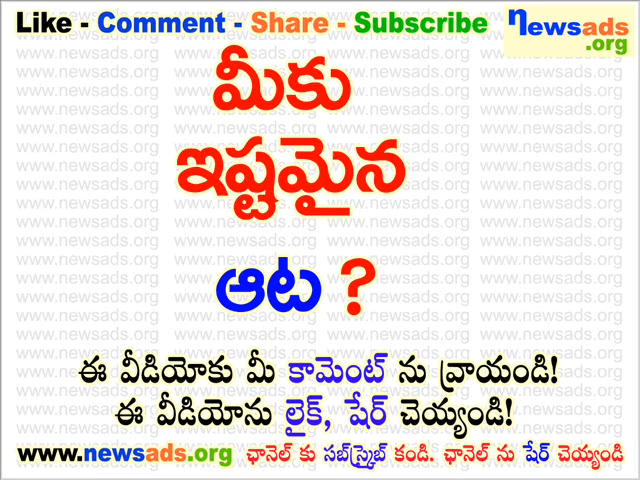 Like - Comment - Share - Subscribe
newsads
.org
మీకు
ఇష్టమైన
ఆట ?
ఈ వీడియోకు మీ కామెంట్ ను వ్రాయండి!
ఈ వీడియోను లైక్, షేర్ చెయ్యండి!
www.newsads.org ఛానెల్ కు సబ్‌స్క్రైబ్ కండి. ఛానెల్ ను షేర్ చెయ్యండి